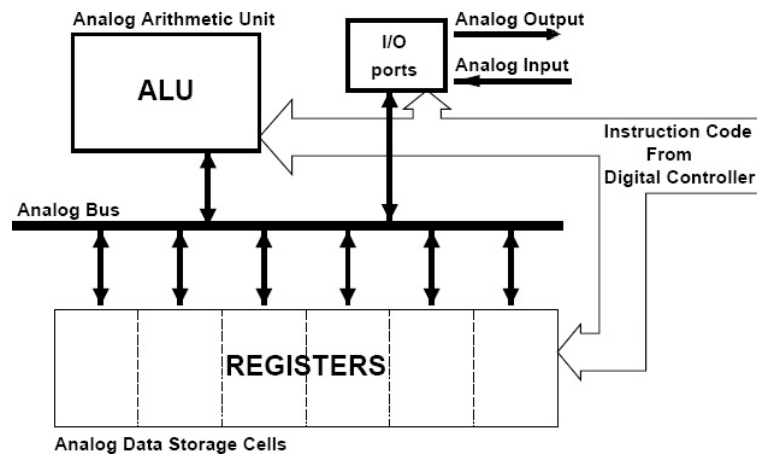 Analog Arithmetic Unit
ALU
I/O
ports
Analog Output
Analog Input
Instruction Code
From
Digital Controller
Analog Bus
REGISTERS
Analog Data Storage Cells